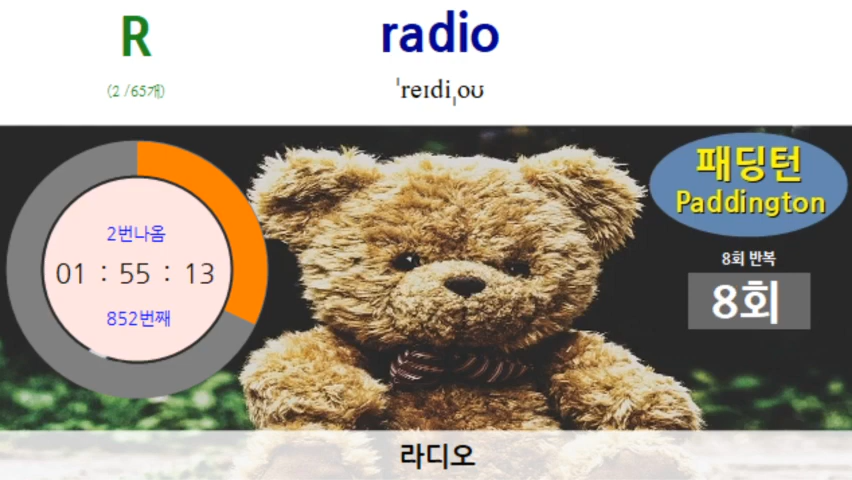 R
(2 /65개)
radio
ˈreɪdiˌoʊ
2번나옴
01 : 55 : 13
852번째
패딩턴
Paddington
8회 반복
8회
라디오